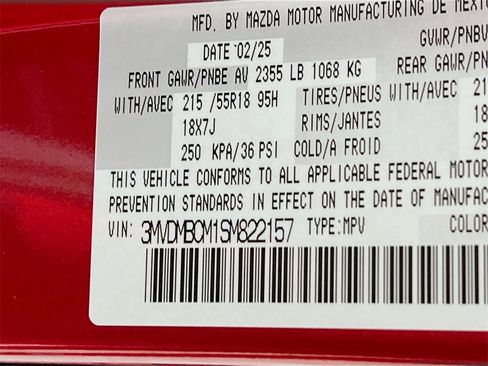 MFD. BY MAZDA MOTOR MANUFACTURING DE MEXIC
DATE 02/25 GVWR/PNBV
FRONT GAWR/PNBE AV 2355 LB 1068 KG REAR GAWR/PN
WITH/AVEC 215 /55R18 95H TIRES/PNEUS WITH/AVEC 21
18X7J RIMS/JANTES 18
250 KPA/36 PSI COLD/A FROID 25
THIS VEHICLE CONFORMS TO ALL APPLICABLE FEDERAL MOTOR
PREVENTION STANDARDS IN EFFECT ON THE DATE OF MANUFAC
VIN: 3MVDMBCM1SM822157 TYPE:MPV COLOR